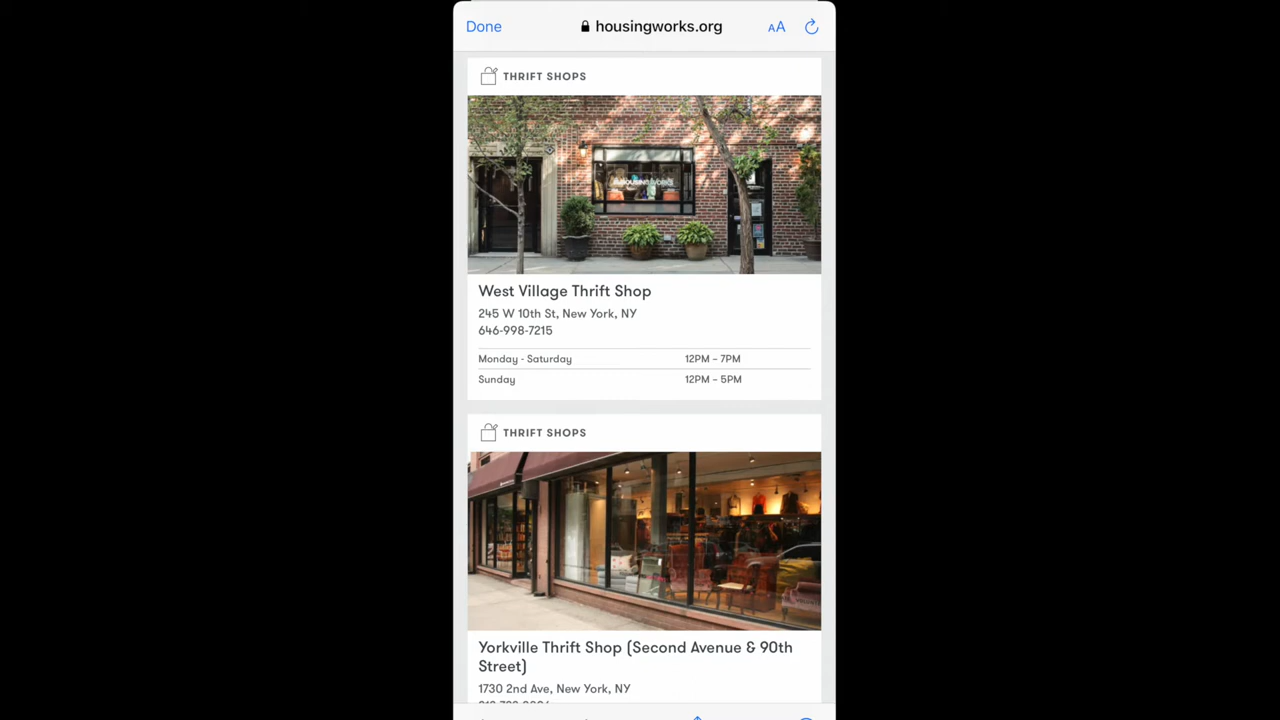 Done
housingworks.org
AA
THRIFT SHOPS
West Village Thrift Shop
245 W 10th St, New York, NY
646-998-7215
Monday - Saturday 12PM – 7PM
Sunday 12PM – 5PM
THRIFT SHOPS
Yorkville Thrift Shop (Second Avenue & 90th
Street)
1730 2nd Ave, New York, NY